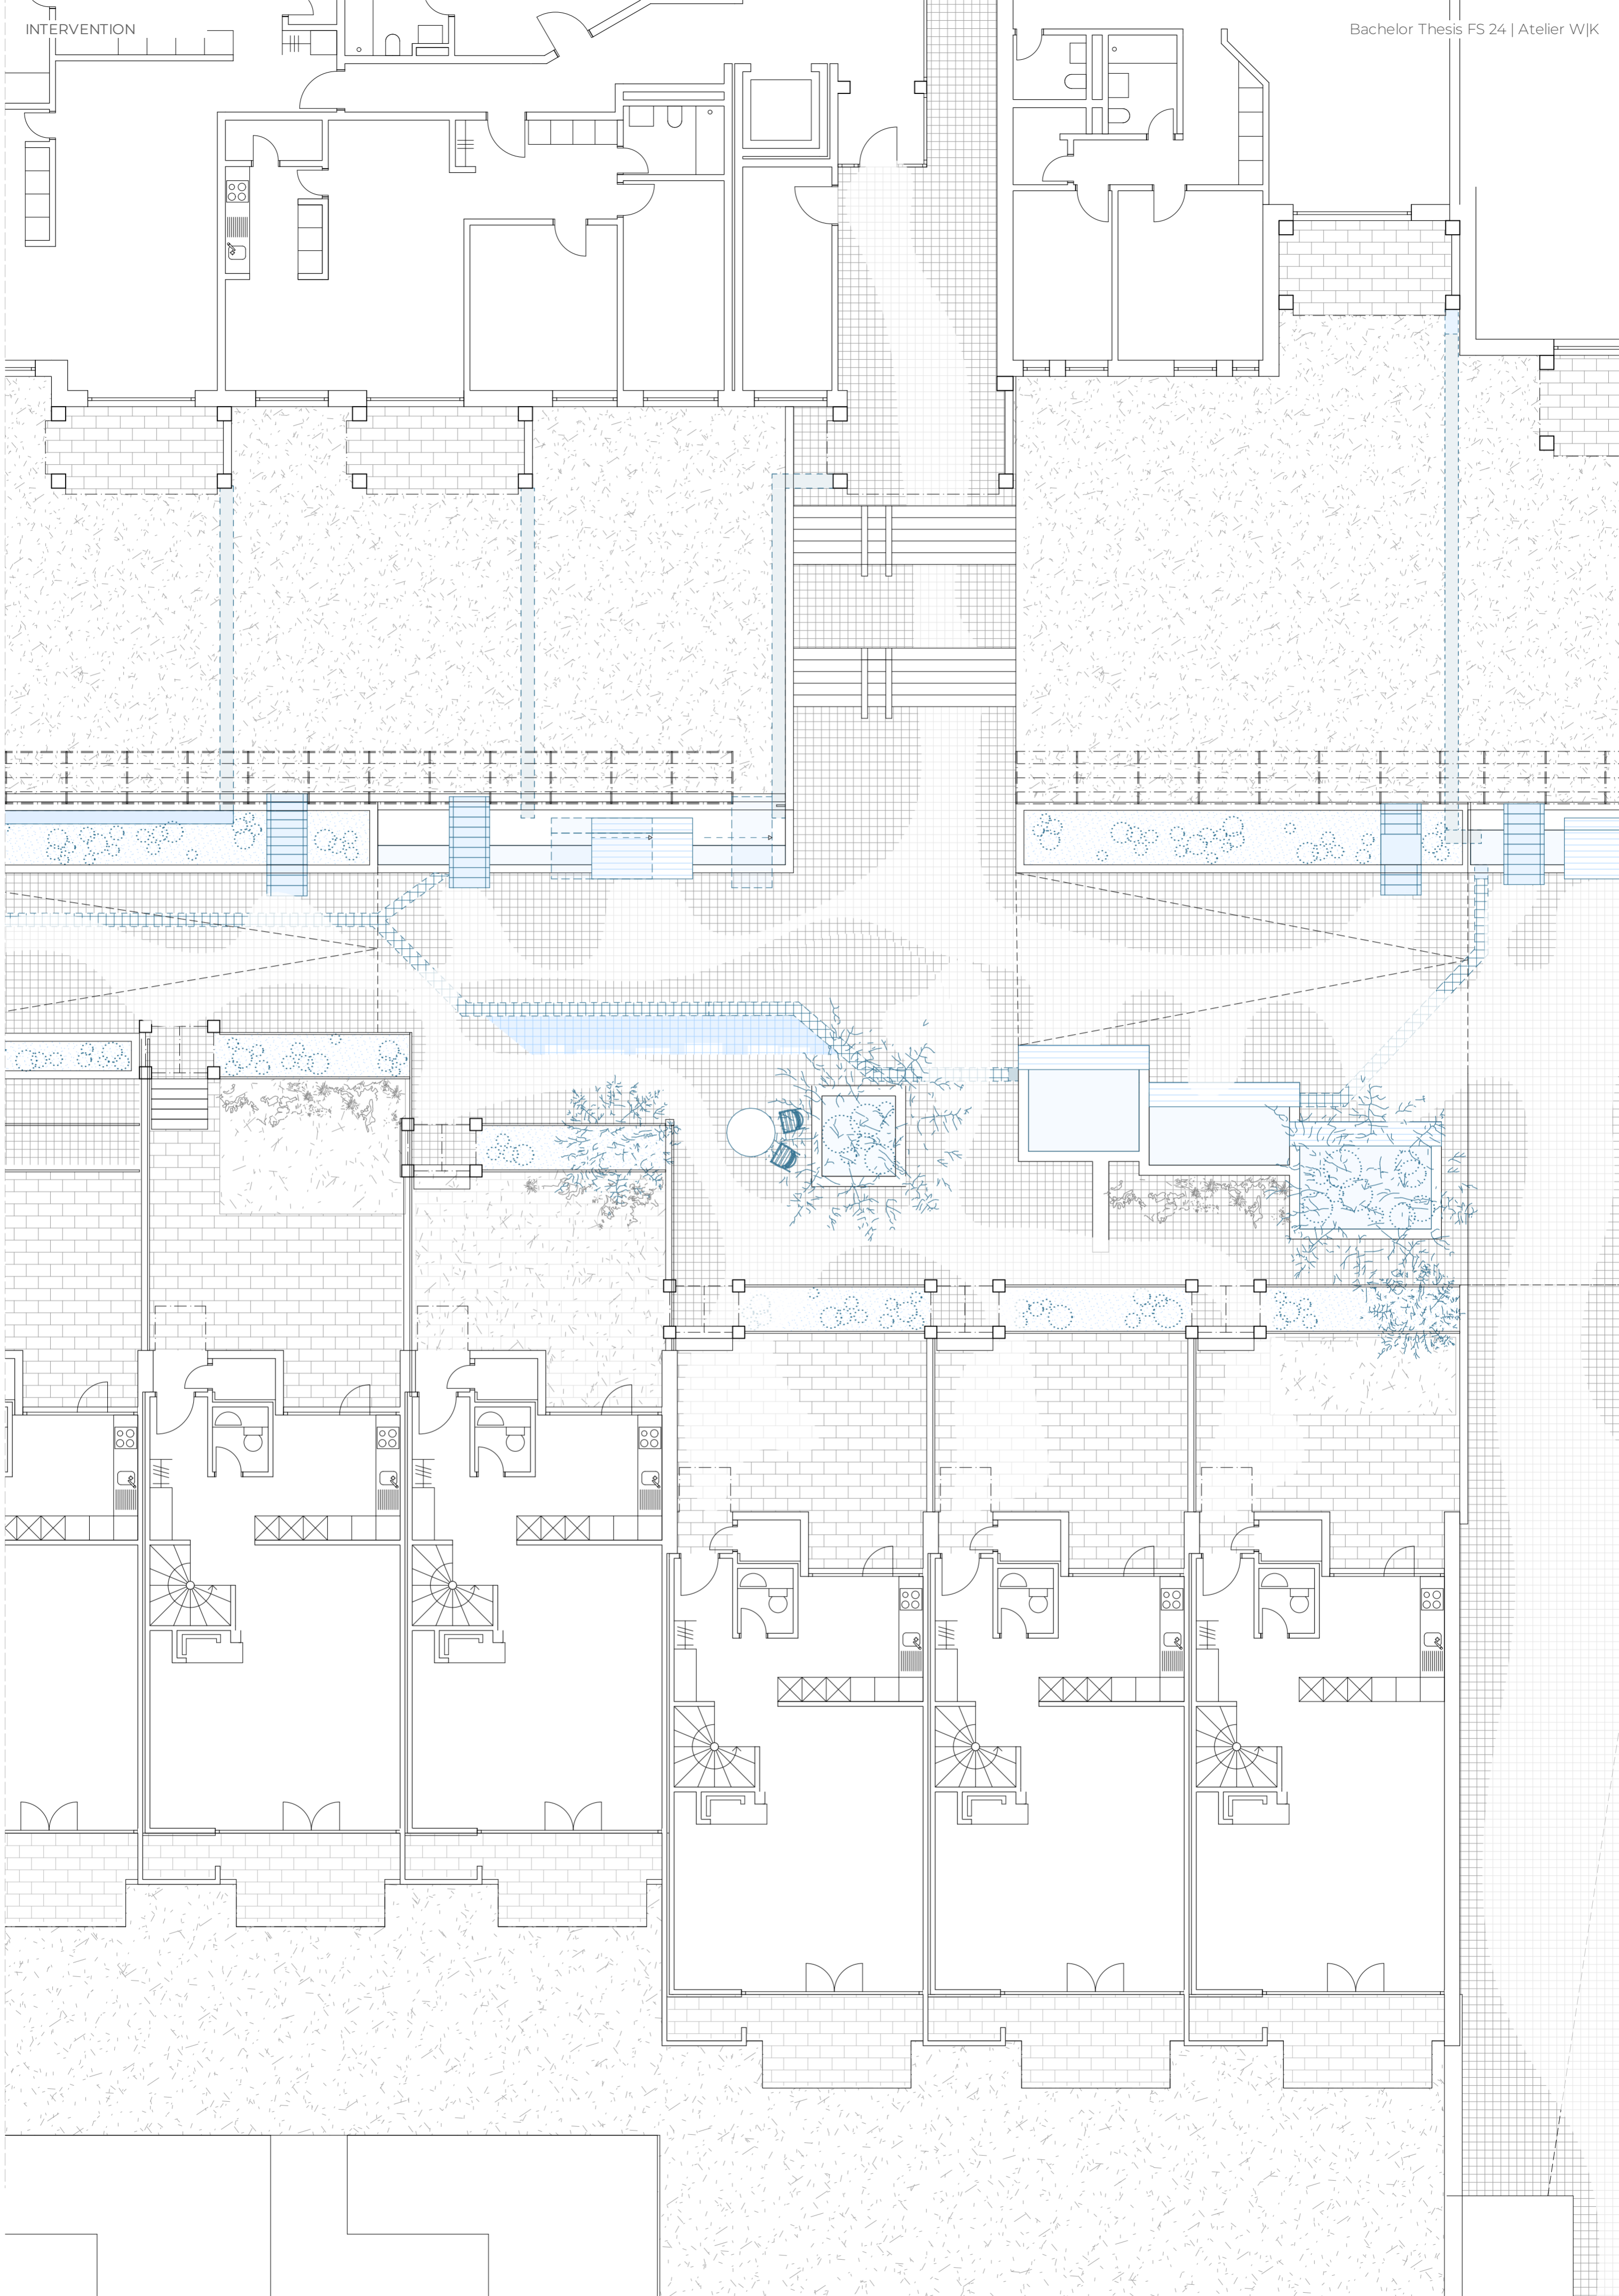 INTERVENTION
Bachelor Thesis FS 24 | Atelier W|K